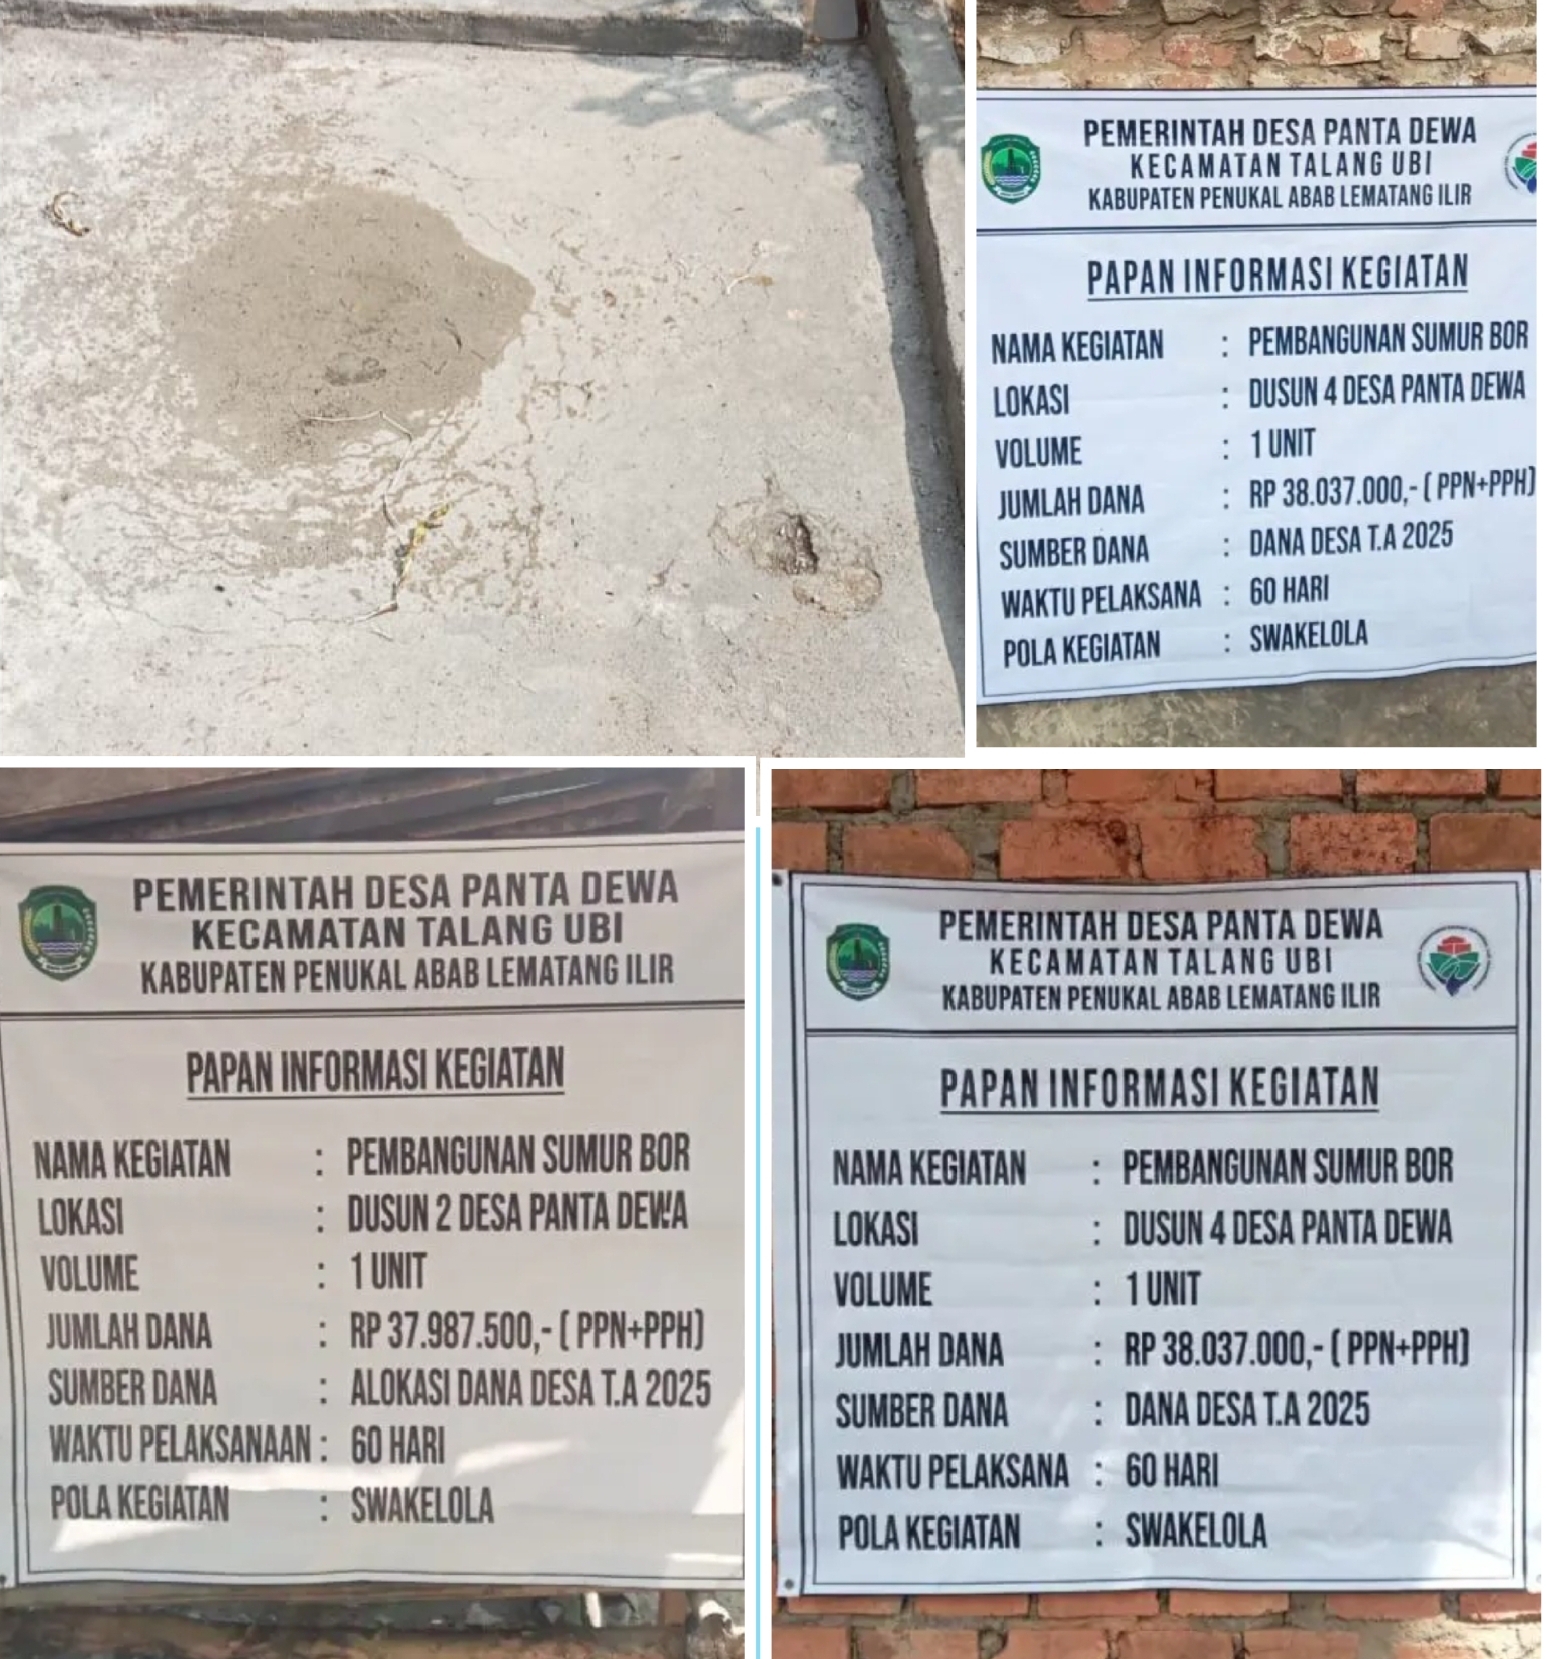 PEMERINTAH DESA PANTA DEWA
KECAMATAN TALANG UBI
KABUPATEN PENUKAL ABAB LEMATANG ILIR
PAPAN INFORMASI KEGIATAN
NAMA KEGIATAN : PEMBANGUNAN SUMUR BOR
LOKASI : DUSUN 4 DESA PANTA DEWA
VOLUME : 1 UNIT
JUMLAH DANA : RP 38.037.000,- ( PPN+PPH)
SUMBER DANA : DANA DESA T.A 2025
WAKTU PELAKSANA : 60 HARI
POLA KEGIATAN : SWAKELOLA
PEMERINTAH DESA PANTA DEWA
KECAMATAN TALANG UBI
KABUPATEN PENUKAL ABAB LEMATANG ILIR
PAPAN INFORMASI KEGIATAN
NAMA KEGIATAN : PEMBANGUNAN SUMUR BOR
LOKASI : DUSUN 2 DESA PANTA DEWA
VOLUME : 1 UNIT
JUMLAH DANA : RP 37.987.500,- ( PPN+PPH)
SUMBER DANA : ALOKASI DANA DESA T.A 2025
WAKTU PELAKSANAAN : 60 HARI
POLA KEGIATAN : SWAKELOLA
PEMERINTAH DESA PANTA DEWA
KECAMATAN TALANG UBI
KABUPATEN PENUKAL ABAB LEMATANG ILIR
PAPAN INFORMASI KEGIATAN
NAMA KEGIATAN : PEMBANGUNAN SUMUR BOR
LOKASI : DUSUN 4 DESA PANTA DEWA
VOLUME : 1 UNIT
JUMLAH DANA : RP 38.037.000,- ( PPN+PPH)
SUMBER DANA : DANA DESA T.A 2025
WAKTU PELAKSANA : 60 HARI
POLA KEGIATAN : SWAKELOLA